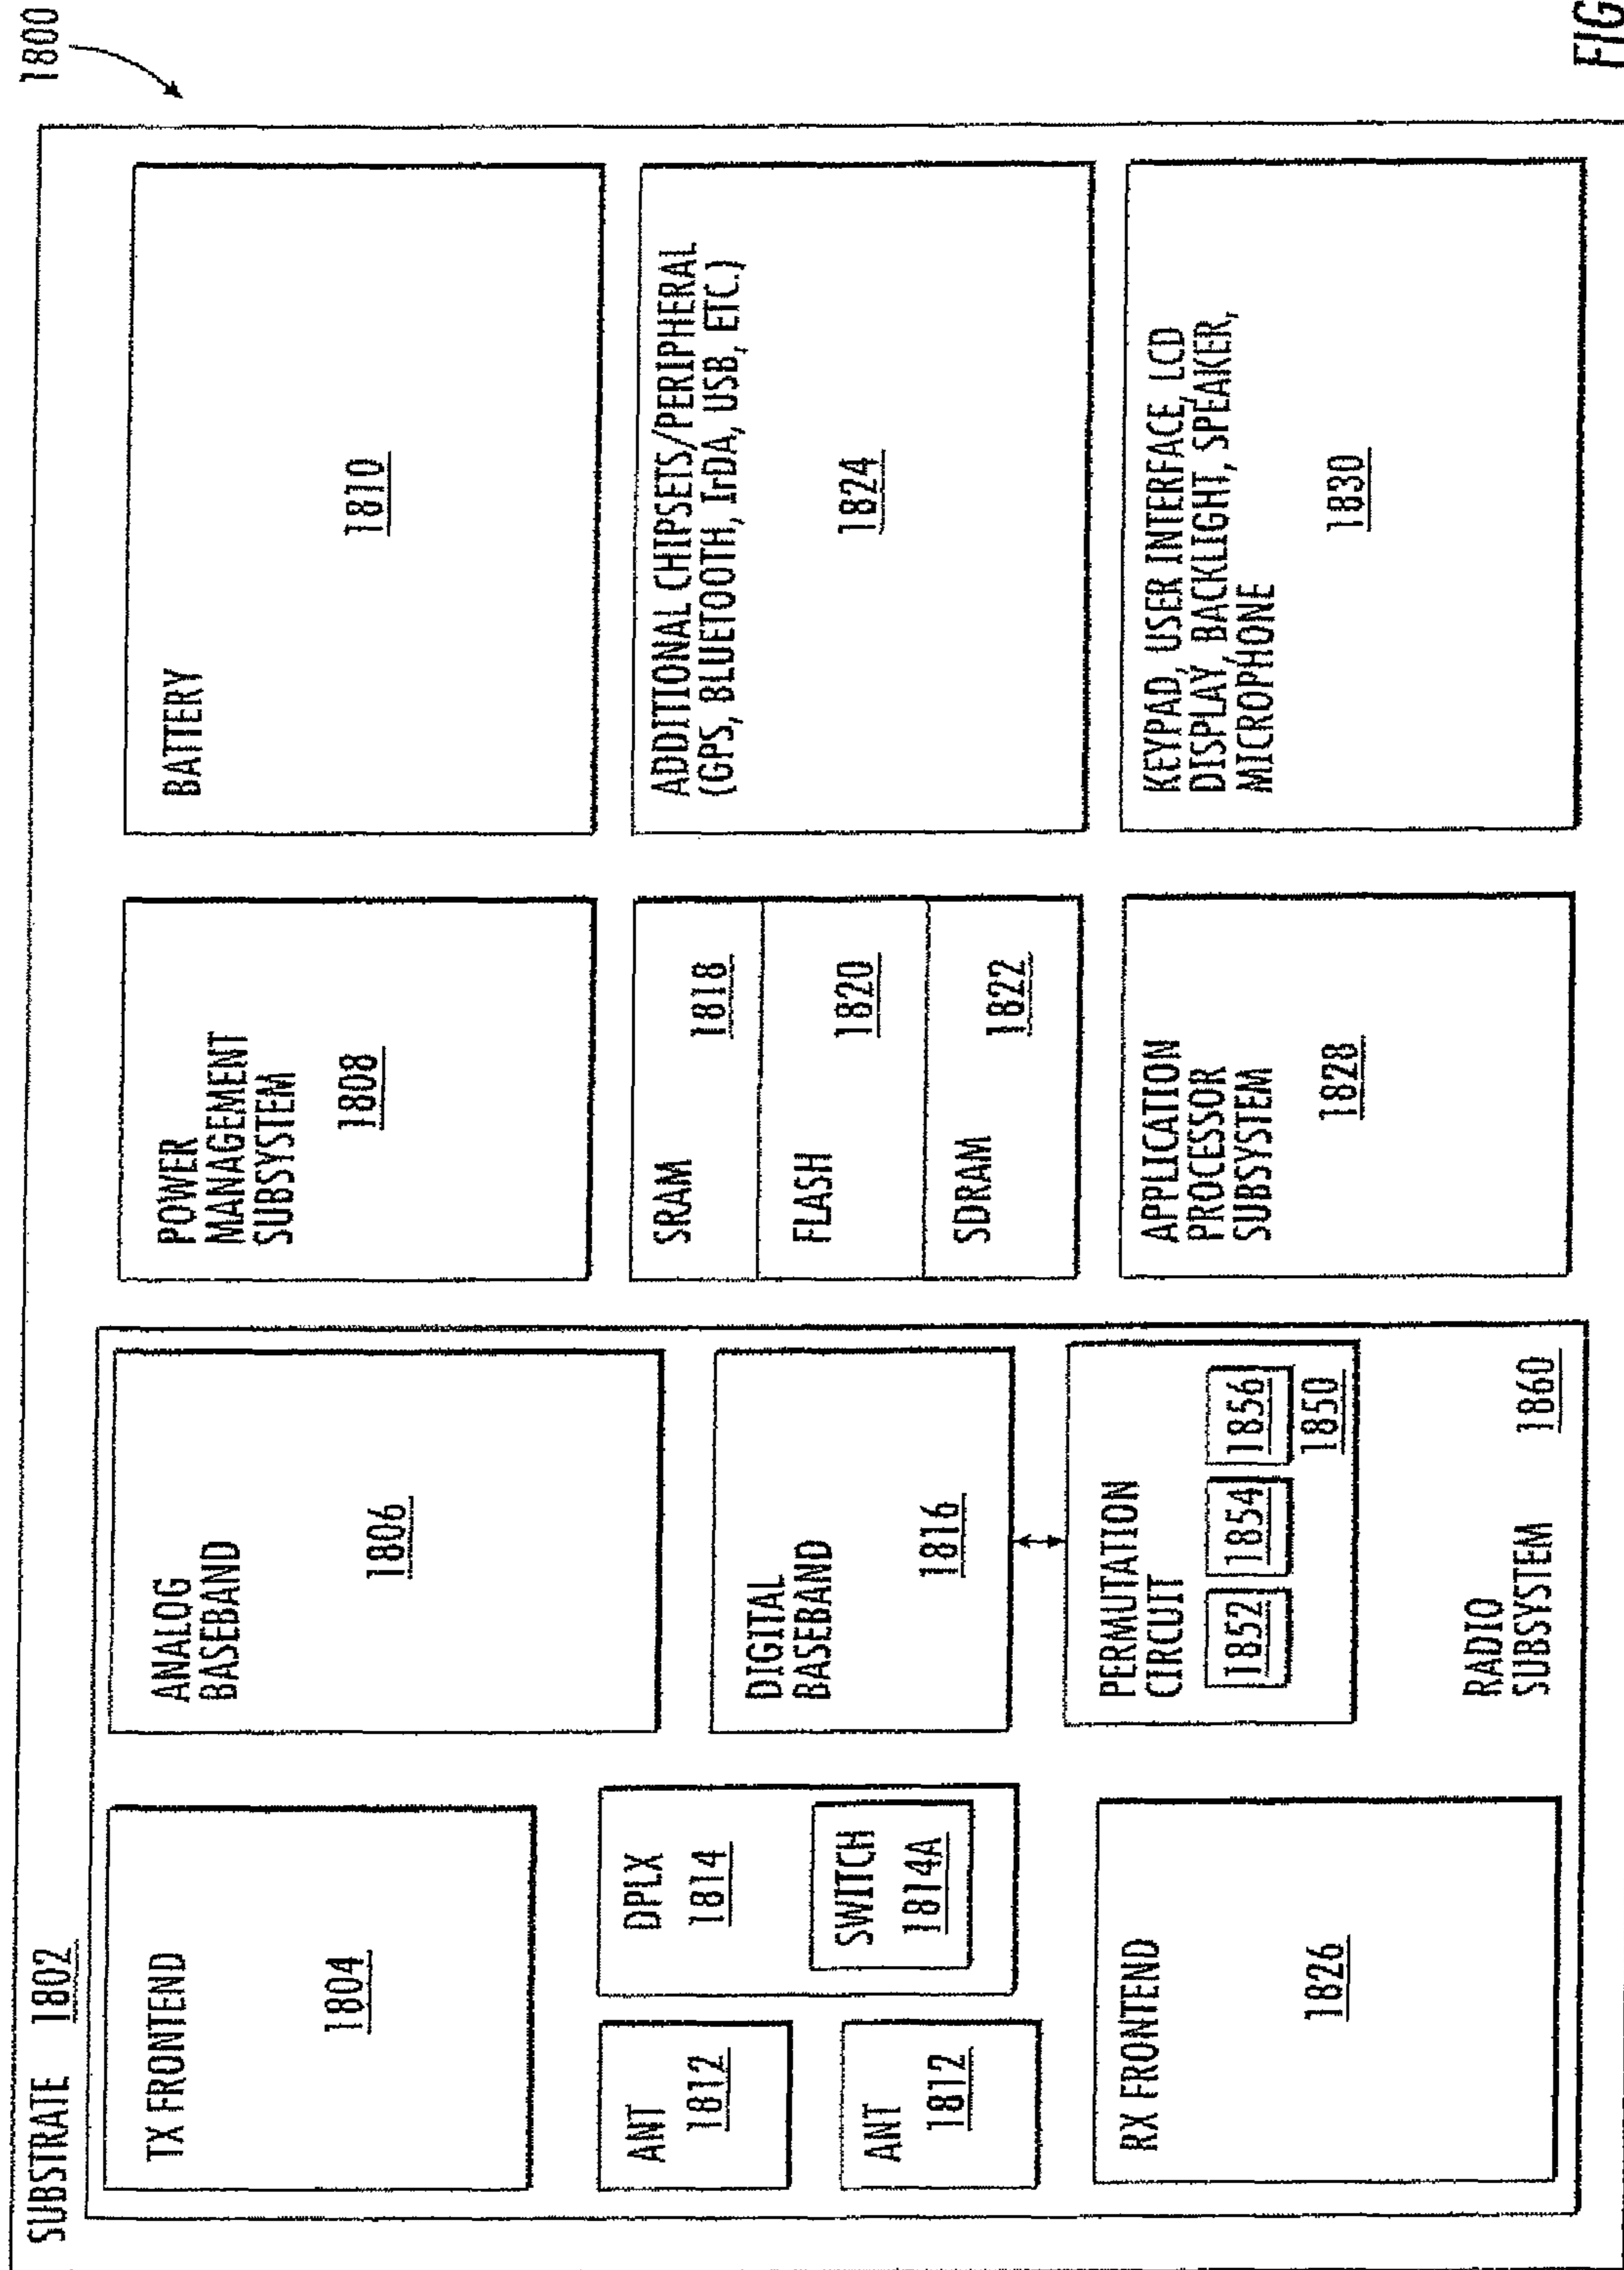 1800
SUBSTRATE 1802
TX FRONTEND
1804
ANALOG
BASEBAND
1806
POWER
MANAGEMENT
SUBSYSTEM
1808
BATTERY
1810
ANT
1812
ANT
1812
DPLX
1814
SWITCH
1814A
DIGITAL
BASEBAND
1816
SRAM
1818
FLASH
1820
SDRAM
1822
ADDITIONAL CHIPSETS/PERIPHERAL
(GPS, BLUETOOTH, IrDA, USB, ETC.)
1824
RX FRONTEND
1826
PERMUTATION
CIRCUIT
1852 1854 1856
1850
RADIO
SUBSYSTEM 1860
APPLICATION
PROCESSOR
SUBSYSTEM
1828
KEYPAD, USER INTERFACE, LCD
DISPLAY, BACKLIGHT, SPEAKER,
MICROPHONE
1830
FIG